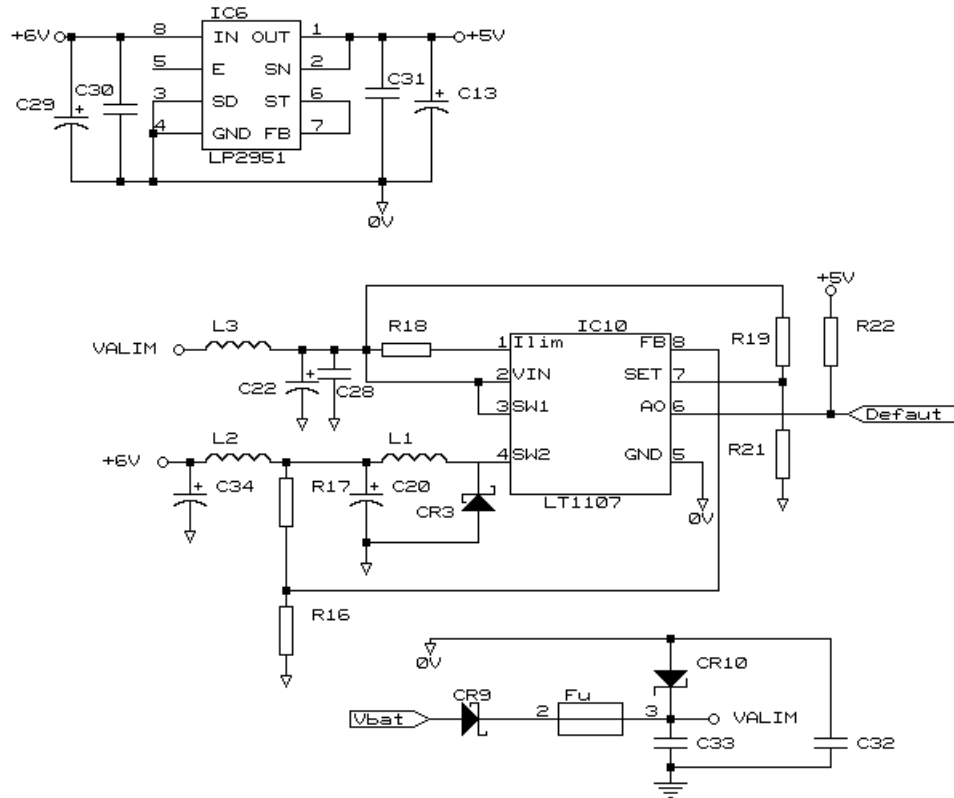 IC6
+6V 8 IN OUT 1 +5V
5 E SN 2
C29 + C30 3 SD ST 6 C31 + C13
4 GND FB 7
LP2951
0V
+5V
L3 R18 IC10 R19 R22
VALIM 1 Ilim FB 8
C22 + C28 2 VIN SET 7
3 SW1 AO 6 Defaut
L2 L1 R21
+6V 4 SW2 GND 5
+ C34 R17 + C20
CR3 LT1107 0V
R16
0V CR10
CR9 Fu
Vbat 2 3 VALIM
C33 C32